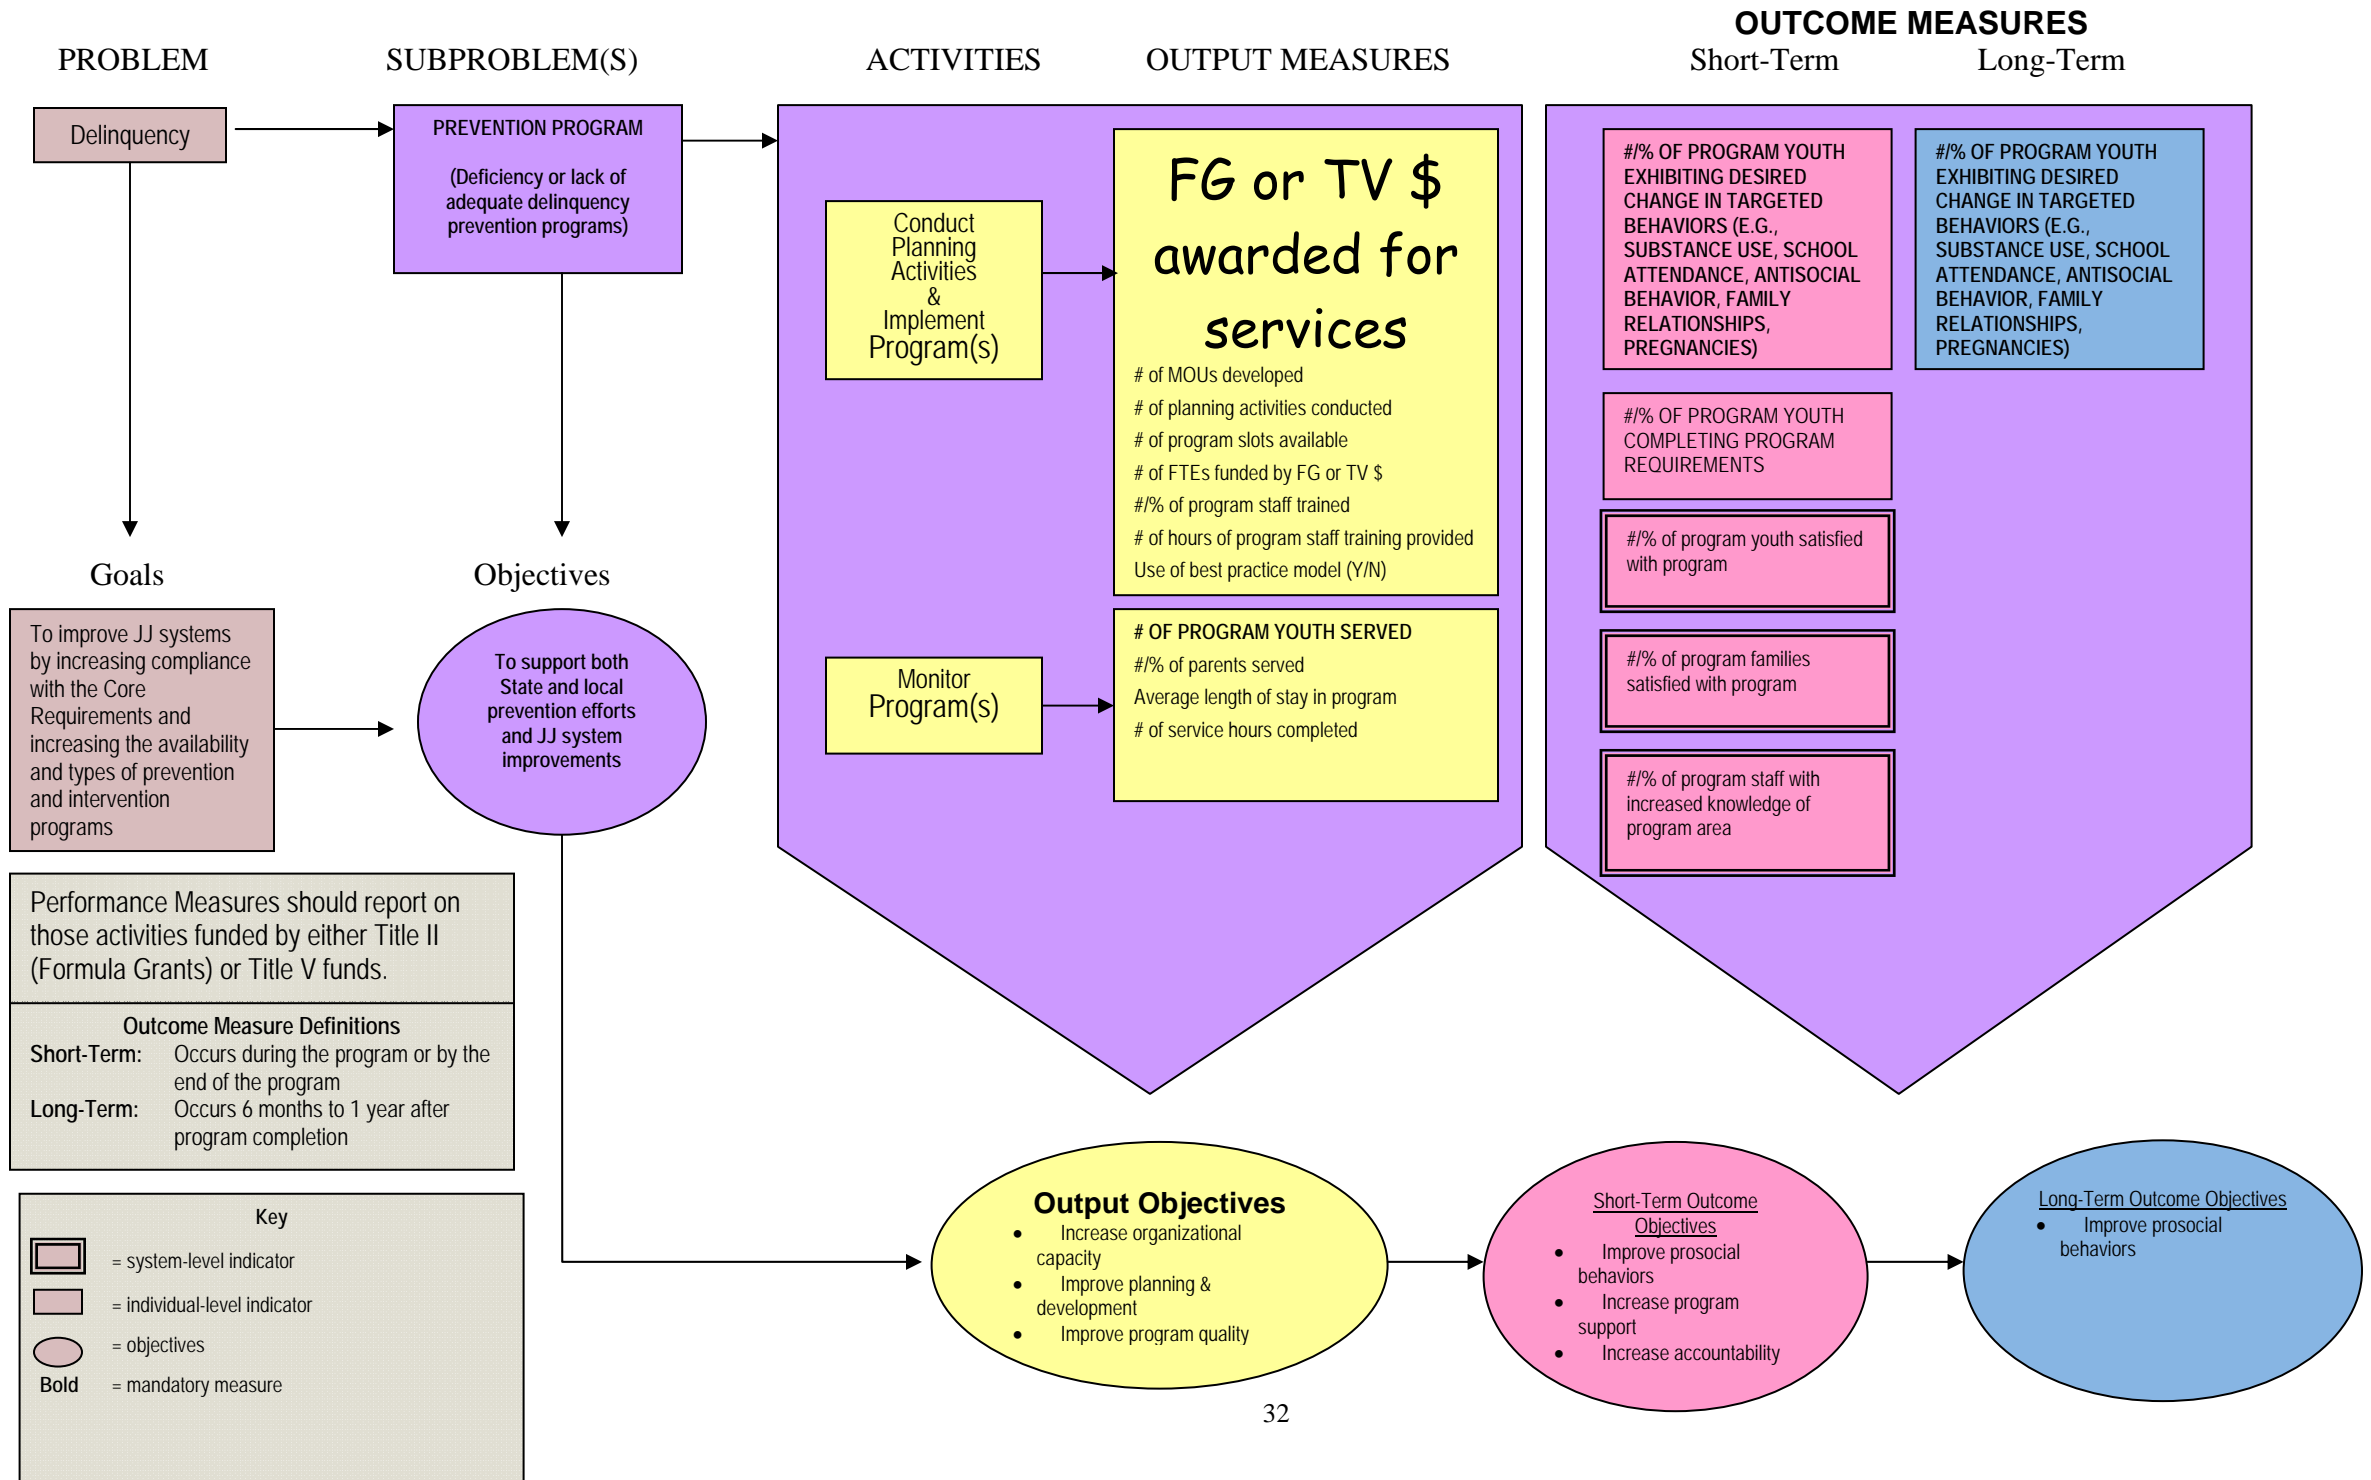 OUTCOME MEASURES
PROBLEM
SUBPROBLEM(S)
ACTIVITIES
OUTPUT MEASURES
Short-Term
Long-Term
Delinquency
PREVENTION PROGRAM
(Deficiency or lack of
adequate delinquency
prevention programs)
Conduct
Planning
Activities
&
Implement
Program(s)
FG or TV $
awarded for
services
# of MOUs developed
# of planning activities conducted
# of program slots available
# of FTEs funded by FG or TV $
#/% of program staff trained
# of hours of program staff training provided
Use of best practice model (Y/N)
#/% OF PROGRAM YOUTH
EXHIBITING DESIRED
CHANGE IN TARGETED
BEHAVIORS (E.G.,
SUBSTANCE USE, SCHOOL
ATTENDANCE, ANTISOCIAL
BEHAVIOR, FAMILY
RELATIONSHIPS,
PREGNANCIES)
#/% OF PROGRAM YOUTH
EXHIBITING DESIRED
CHANGE IN TARGETED
BEHAVIORS (E.G.,
SUBSTANCE USE, SCHOOL
ATTENDANCE, ANTISOCIAL
BEHAVIOR, FAMILY
RELATIONSHIPS,
PREGNANCIES)
#/% OF PROGRAM YOUTH
COMPLETING PROGRAM
REQUIREMENTS
#/% of program youth satisfied
with program
#/% of program families
satisfied with program
#/% of program staff with
increased knowledge of
program area
Goals
Objectives
To improve JJ systems
by increasing compliance
with the Core
Requirements and
increasing the availability
and types of prevention
and intervention
programs
To support both
State and local
prevention efforts
and JJ system
improvements
Monitor
Program(s)
# OF PROGRAM YOUTH SERVED
#/% of parents served
Average length of stay in program
# of service hours completed
Performance Measures should report on
those activities funded by either Title II
(Formula Grants) or Title V funds.
Outcome Measure Definitions
Short-Term: Occurs during the program or by the
end of the program
Long-Term: Occurs 6 months to 1 year after
program completion
Key
= system-level indicator
= individual-level indicator
= objectives
Bold = mandatory measure
Output Objectives
• Increase organizational
capacity
• Improve planning &
development
• Improve program quality
Short-Term Outcome
Objectives
• Improve prosocial
behaviors
• Increase program
support
• Increase accountability
Long-Term Outcome Objectives
• Improve prosocial
behaviors
32